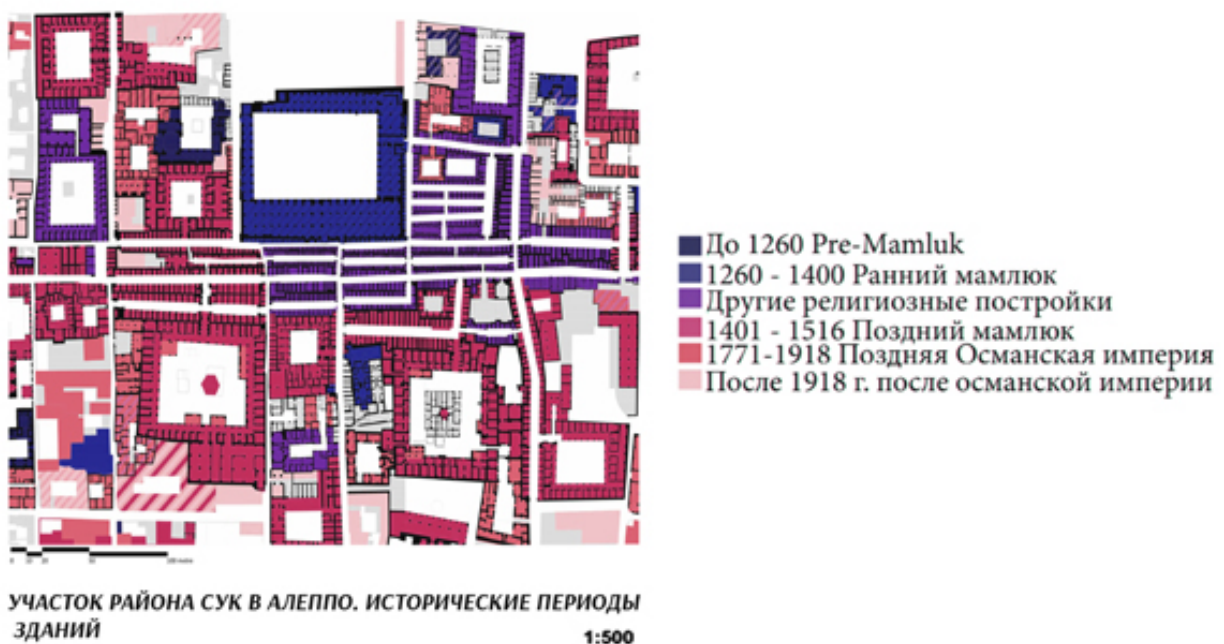 До 1260 Pre-Mamluk
1260 - 1400 Ранний мамлюк
Другие религиозные постройки
1401 - 1516 Поздний мамлюк
1771-1918 Поздняя Османская империя
После 1918 г. после османской империи
УЧАСТОК РАЙОНА СУК В АЛЕППО. ИСТОРИЧЕСКИЕ ПЕРИОДЫ
ЗДАНИЙ
1:500